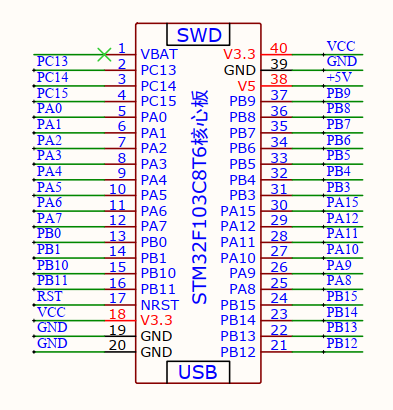 SWD
1 VBAT V3.3 40 VCC
PC13 2 PC13 GND 39 GND
PC14 3 PC14 V5 38 +5V
PC15 4 PC15 PB9 37 PB9
PA0 5 PA0 PB8 36 PB8
PA1 6 PA1 PB7 35 PB7
PA2 7 PA2 PB6 34 PB6
PA3 8 PA3 PB5 33 PB5
PA4 9 PA4 PB4 32 PB4
PA5 10 PA5 PB3 31 PB3
PA6 11 PA6 PA15 30 PA15
PA7 12 PA7 PA12 29 PA12
PB0 13 PB0 PA11 28 PA11
PB1 14 PB1 PA10 27 PA10
PB10 15 PB10 PA9 26 PA9
PB11 16 PB11 PA8 25 PA8
RST 17 NRST PB15 24 PB15
VCC 18 V3.3 PB14 23 PB14
GND 19 GND PB13 22 PB13
GND 20 GND PB12 21 PB12
STM32F103C8T6核心板
USB